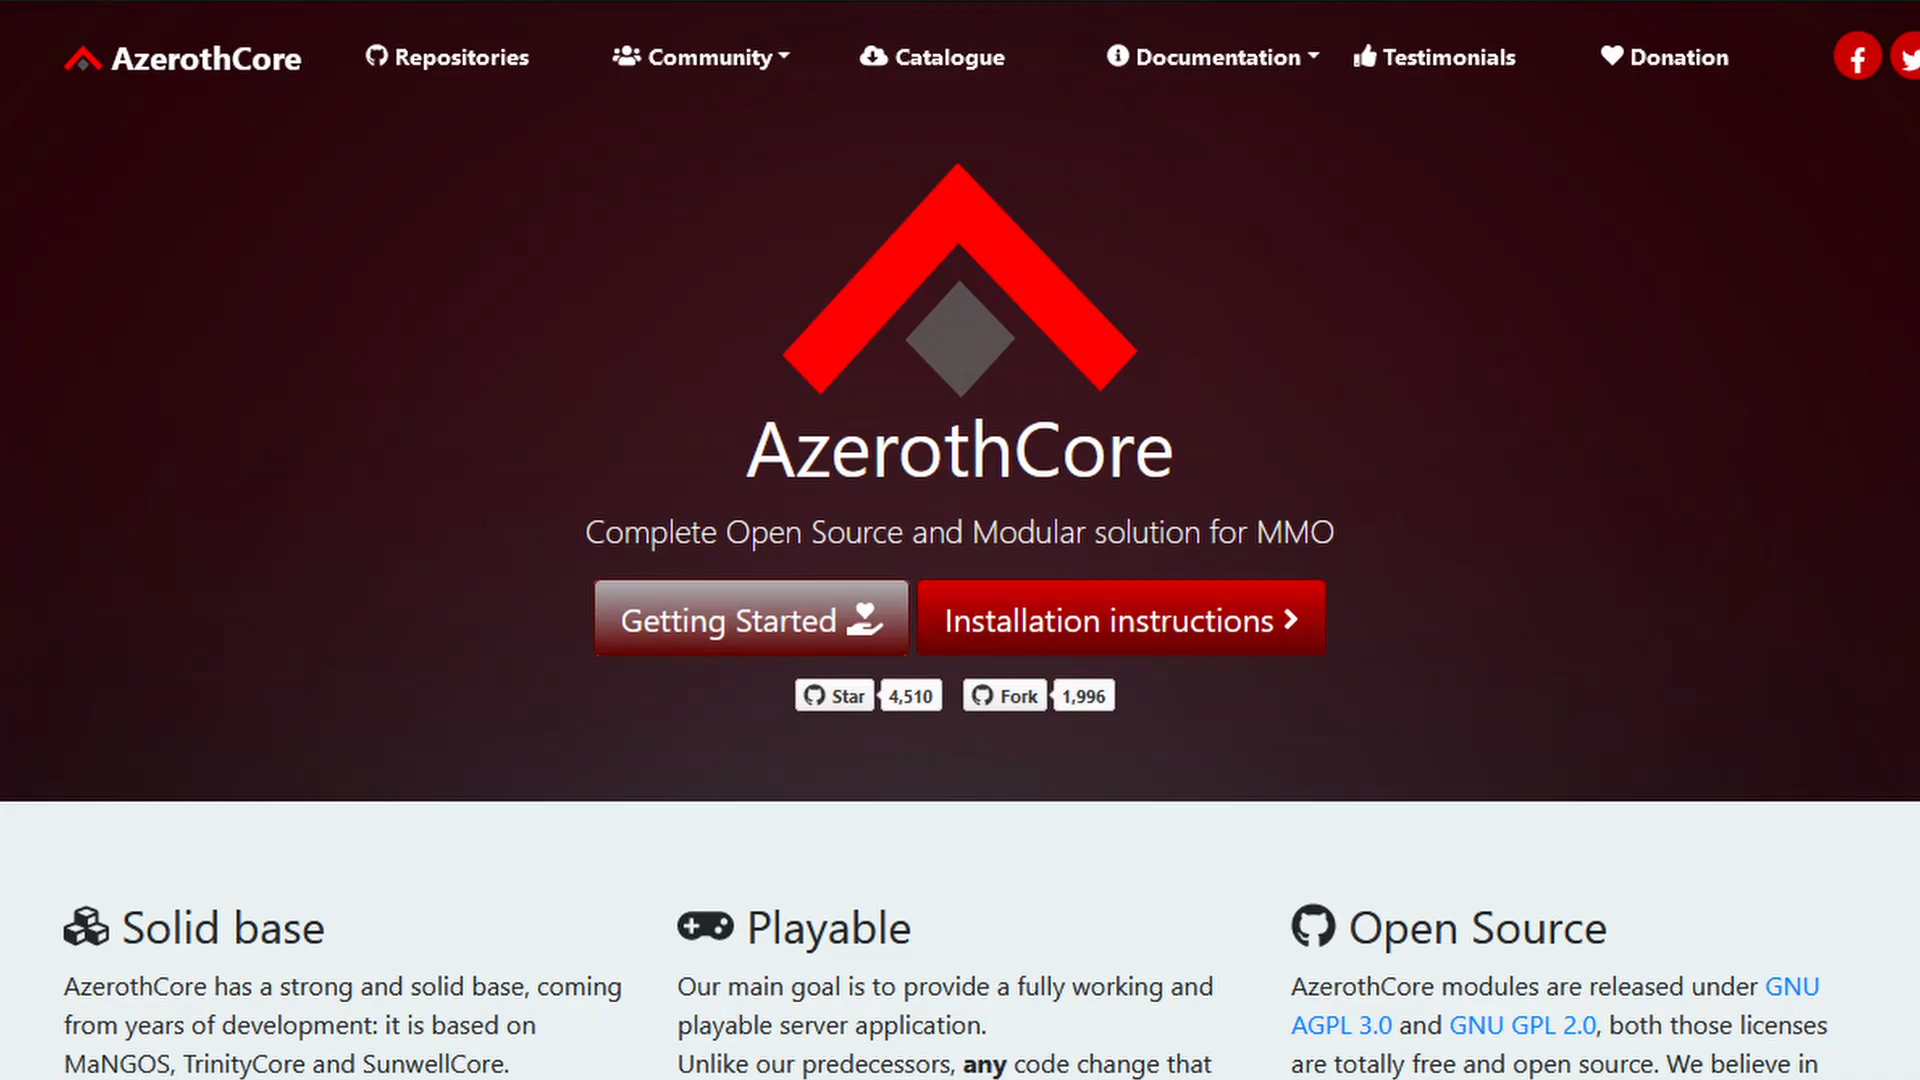 AzerothCore Repositories Community Catalogue Documentation Testimonials Donation
AzerothCore
Complete Open Source and Modular solution for MMO
Getting Started Installation instructions
Star 4,510 Fork 1,996
Solid base
AzerothCore has a strong and solid base, coming
from years of development: it is based on
MaNGOS, TrinityCore and SunwellCore.
Playable
Our main goal is to provide a fully working and
playable server application.
Unlike our predecessors, any code change that
Open Source
AzerothCore modules are released under GNU
AGPL 3.0 and GNU GPL 2.0, both those licenses
are totally free and open source. We believe in